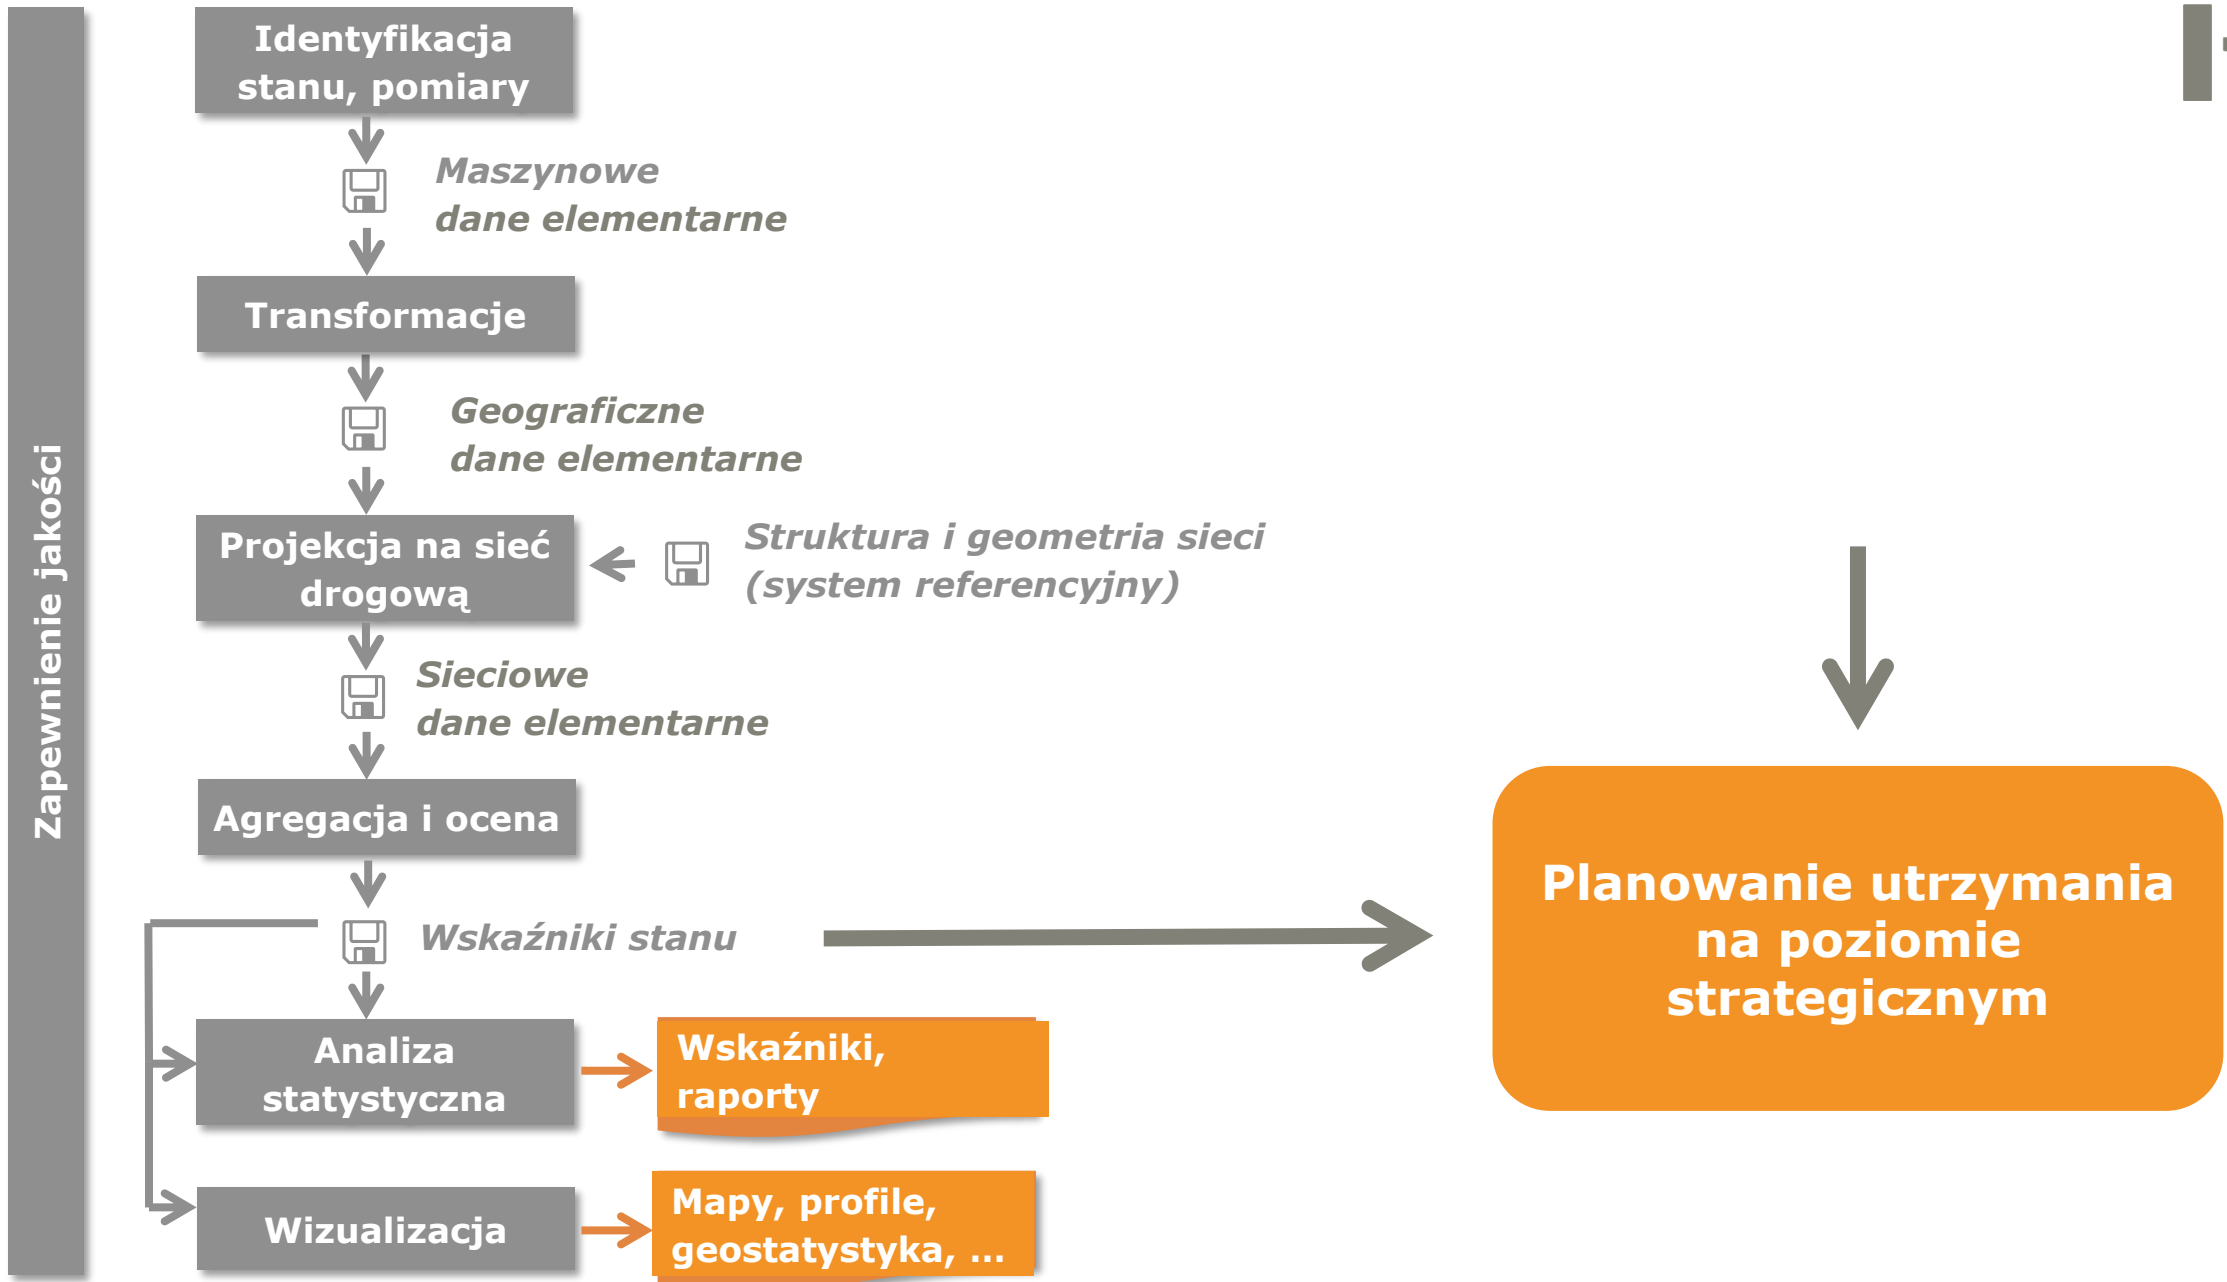 Zapewnienie jakości
Identyfikacja
stanu, pomiary
Maszynowe
dane elementarne
Transformacje
Geograficzne
dane elementarne
Projekcja na sieć
drogową
Struktura i geometria sieci
(system referencyjny)
Sieciowe
dane elementarne
Agregacja i ocena
Wskaźniki stanu
Planowanie utrzymania
na poziomie
strategicznym
Analiza
statystyczna
Wskaźniki,
raporty
Wizualizacja
Mapy, profile,
geostatystyka, ...